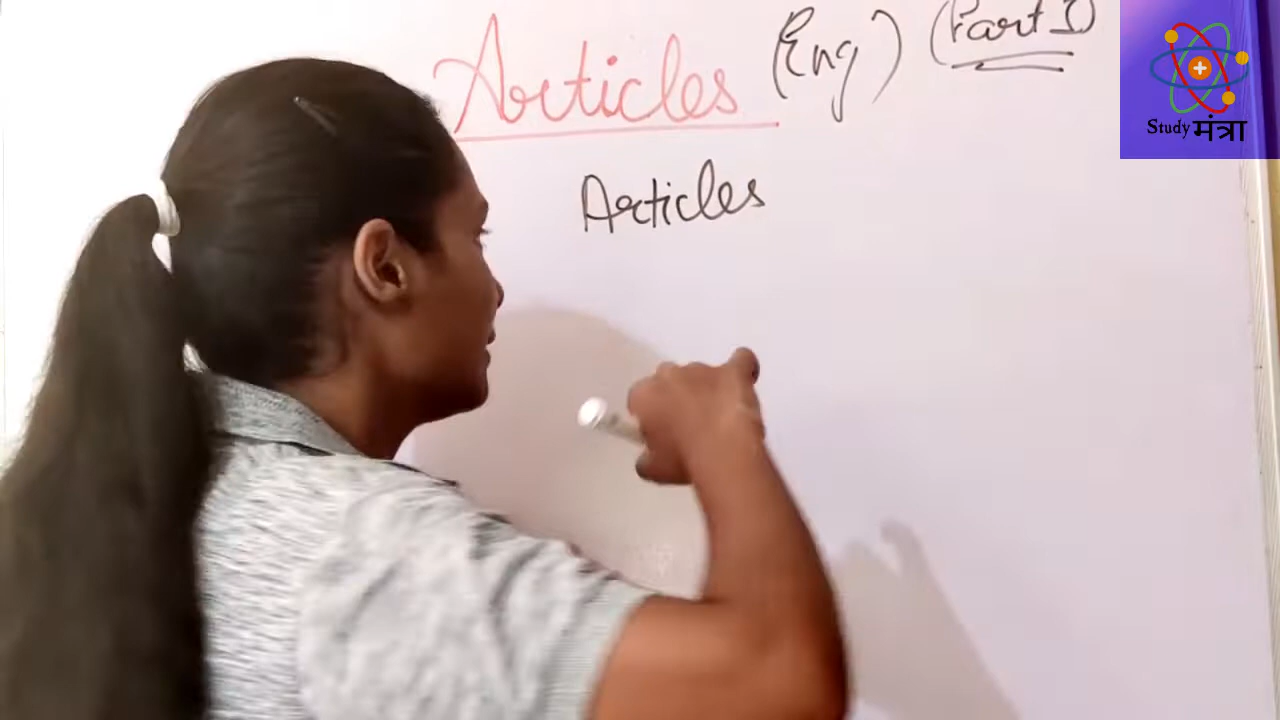 Articles (Eng) (Part I)
Study मंत्रा
Articles